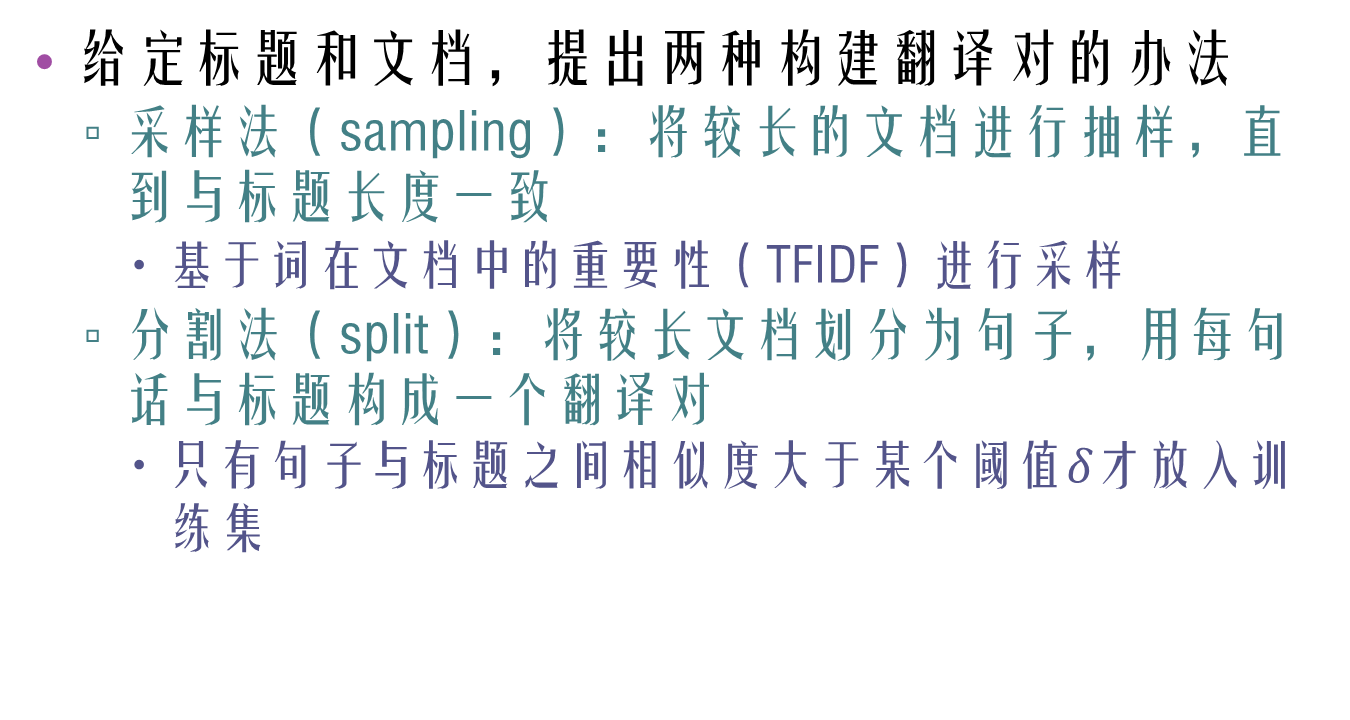 • 给定标题和文档，提出两种构建翻译对的办法
▫ 采样法（sampling）：将较长的文档进行抽样，直
到与标题长度一致
• 基于词在文档中的重要性（TFIDF）进行采样
▫ 分割法（split）：将较长文档划分为句子，用每句
话与标题构成一个翻译对
• 只有句子与标题之间相似度大于某个阈值δ才放入训
练集